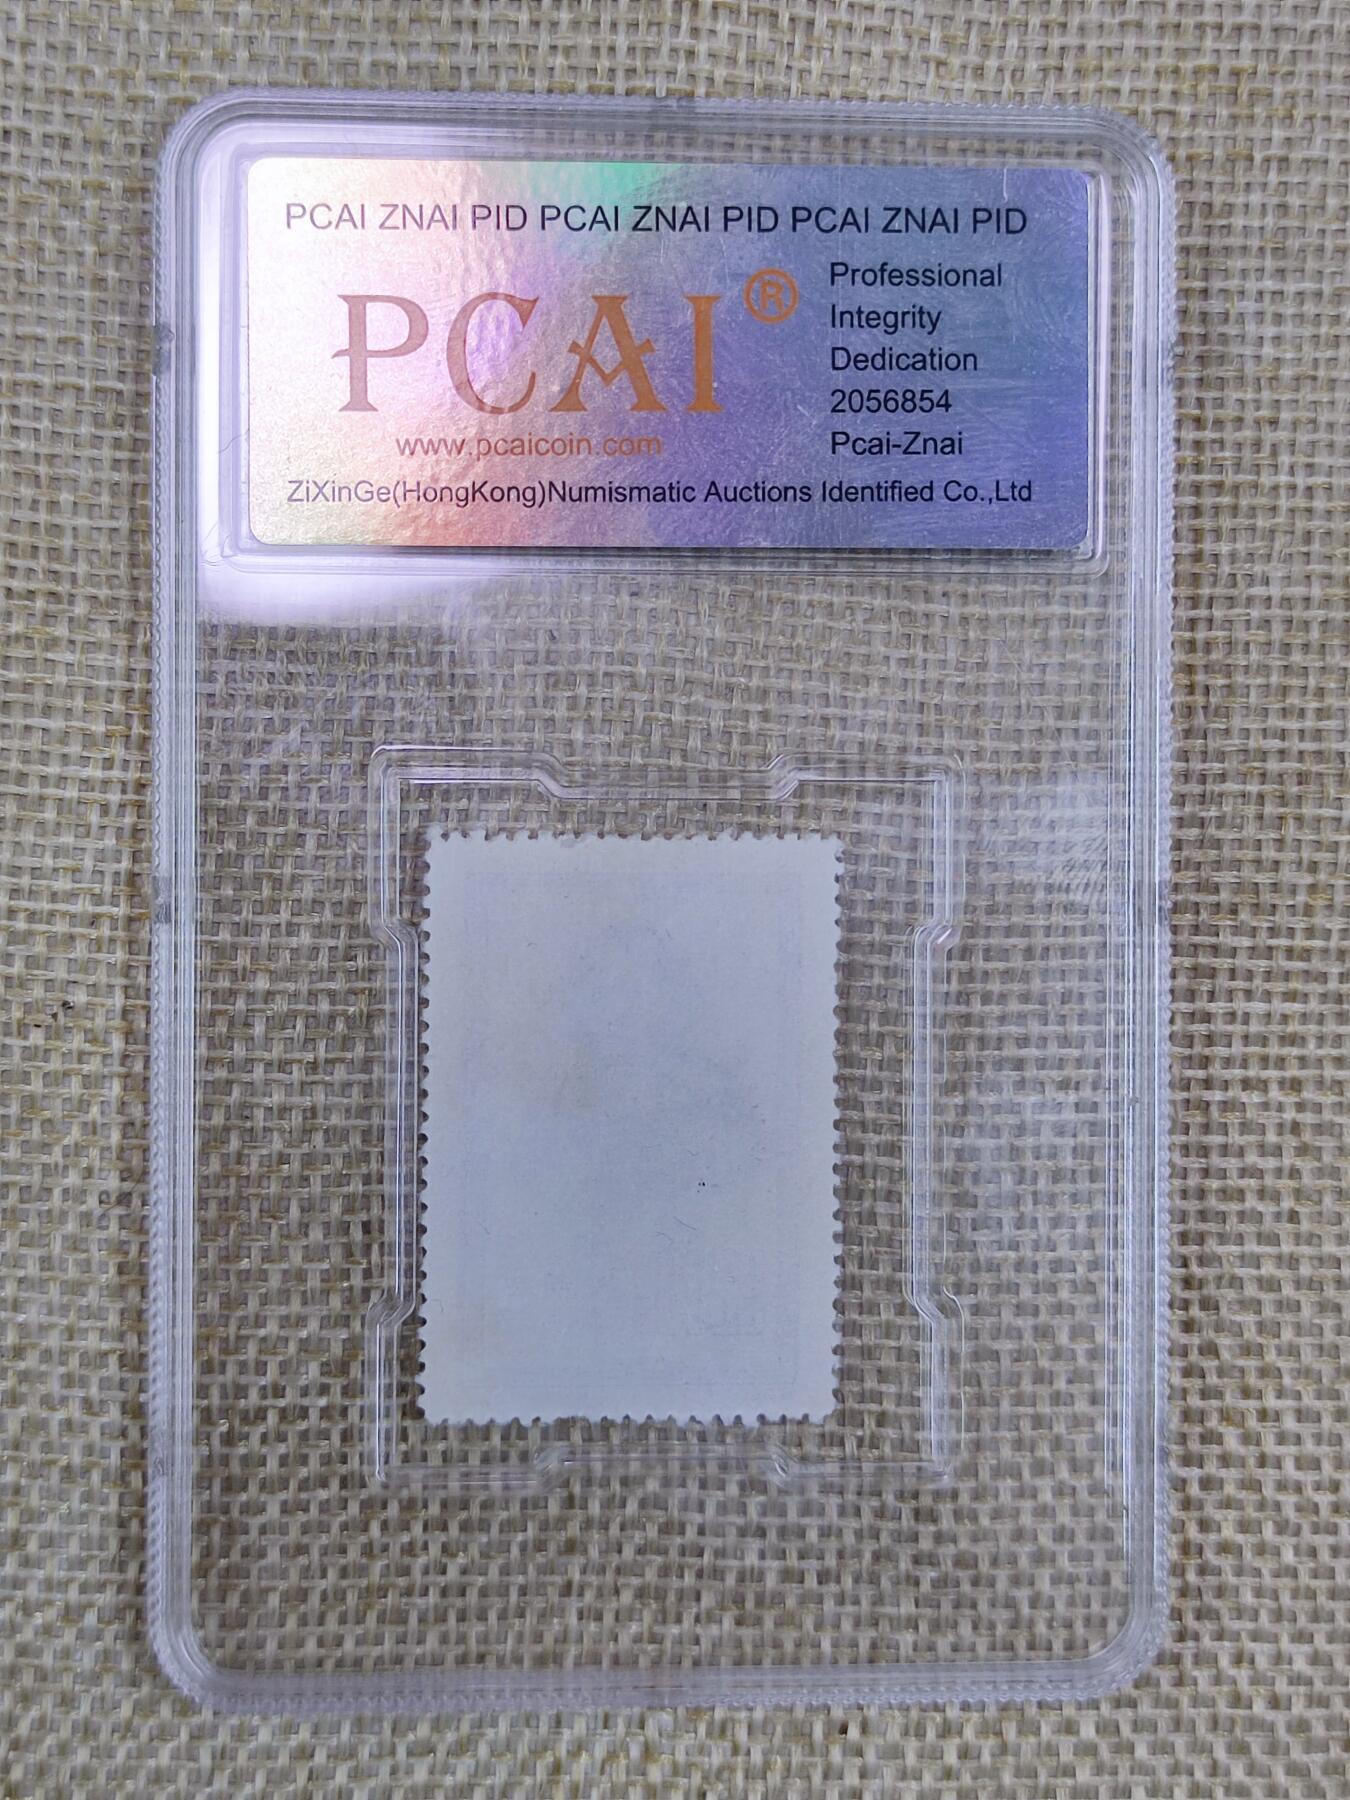 PCAI ZNAI PID PCAI ZNAI PID PCAI ZNAI PID
PCAI®
www.pcaicoin.com
Professional
Integrity
Dedication
2056854
Pcai-Znai
ZiXinGe(HongKong)Numismatic Auctions Identified Co.,Ltd